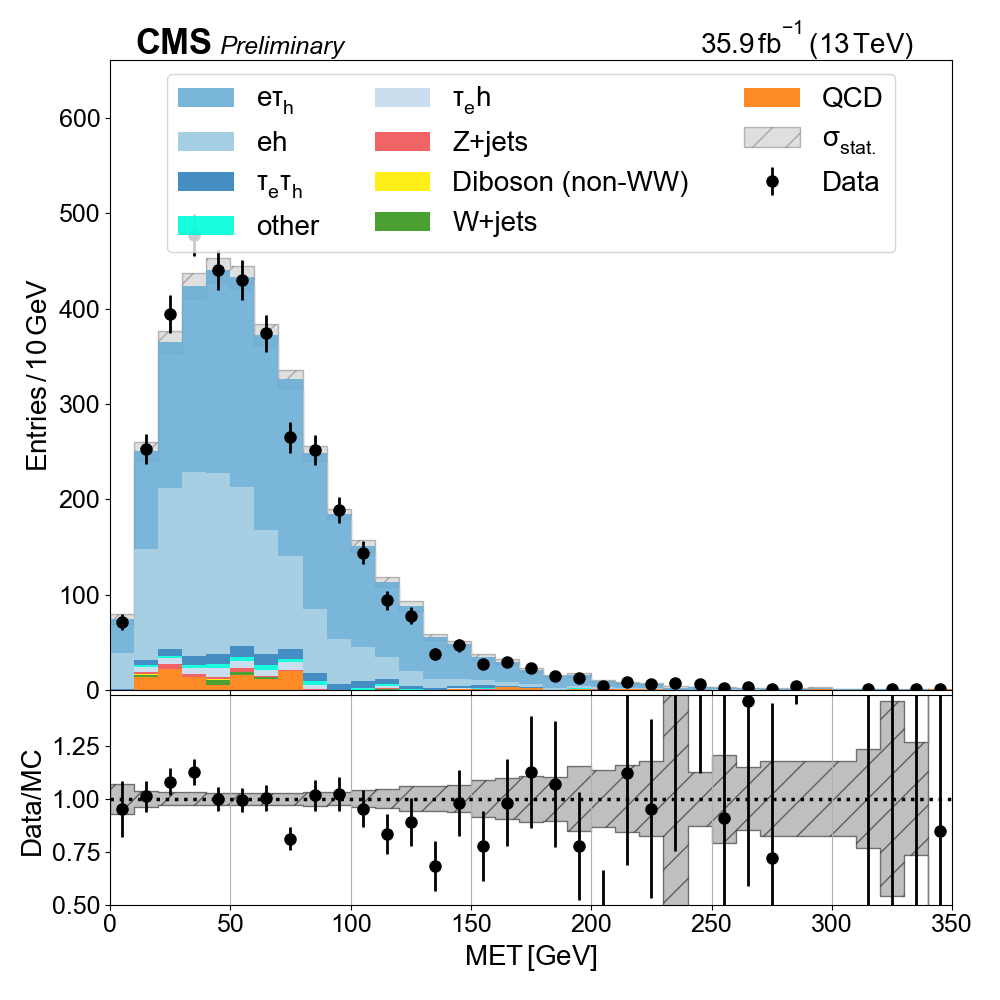 CMS Preliminary 35.9 fb⁻¹ (13 TeV)
eτₕ τₑh QCD
eh Z+jets σstat.
τₑτₕ Diboson (non-WW) Data
other W+jets
Entries / 10 GeV
600
500
400
300
200
100
0
Data/MC
1.25
1.00
0.75
0.50
0 50 100 150 200 250 300 350
MET [GeV]